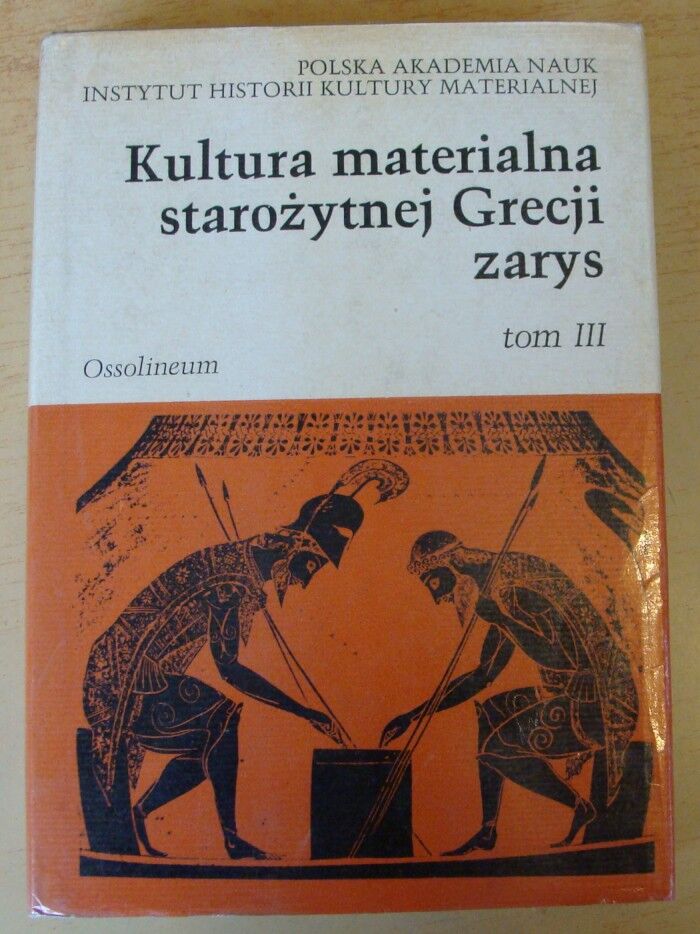 POLSKA AKADEMIA NAUK
INSTYTUT HISTORII KULTURY MATERIALNEJ
Kultura materialna
starożytnej Grecji
zarys
tom III
Ossolineum